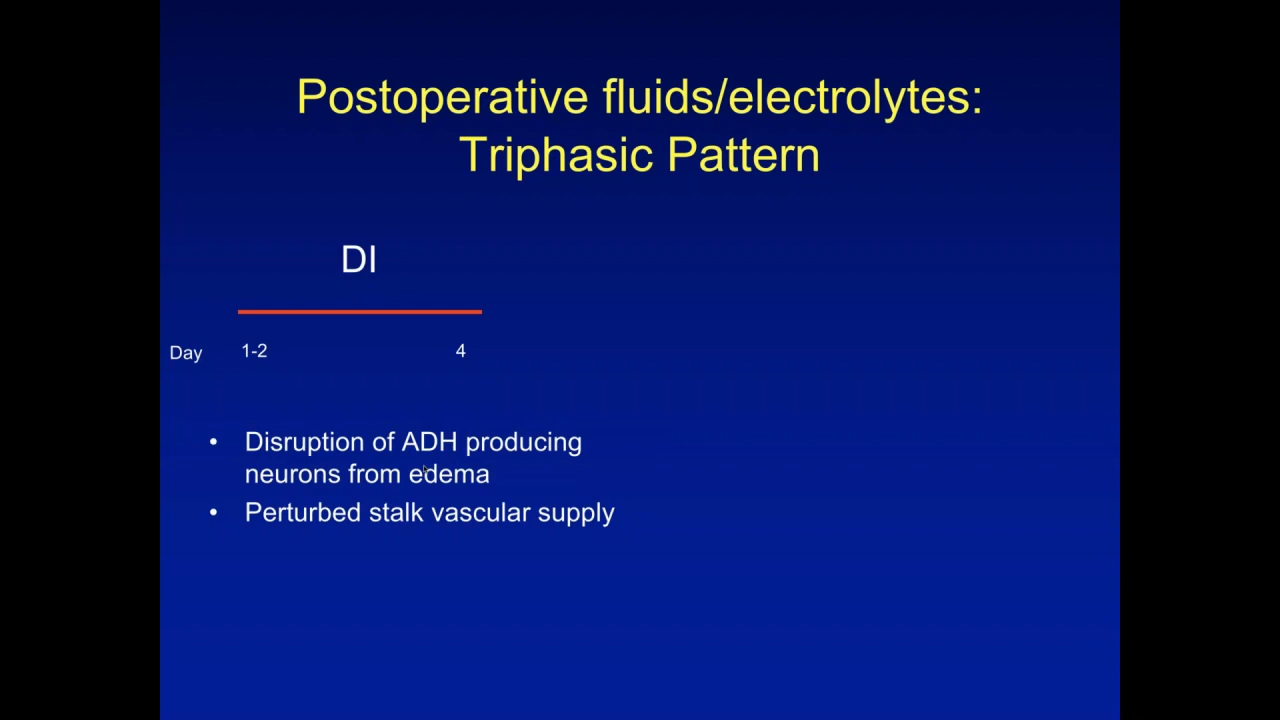 Postoperative fluids/electrolytes:
Triphasic Pattern
DI
Day 1-2 4
• Disruption of ADH producing
neurons from edema
• Perturbed stalk vascular supply